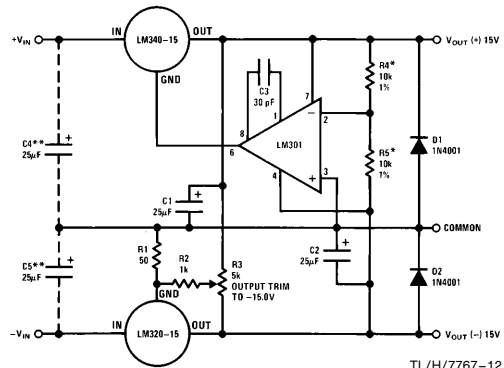 +VIN
IN
LM340-15
OUT
VOUT (+) 15V
GND
C3
30 pF
R4*
10k
1%
7
1
8
2
−
LM301
6
C4**
25µF
+
R5*
10k
1%
D1
1N4001
4
+
3
C1
25µF
+
COMMON
C5**
25µF
+
R1
50
R2
1k
R3
5k
OUTPUT TRIM
TO -15.0V
C2
25µF
+
D2
1N4001
GND
-VIN
IN
LM320-15
OUT
VOUT (-) 15V
TL/H/7767-12